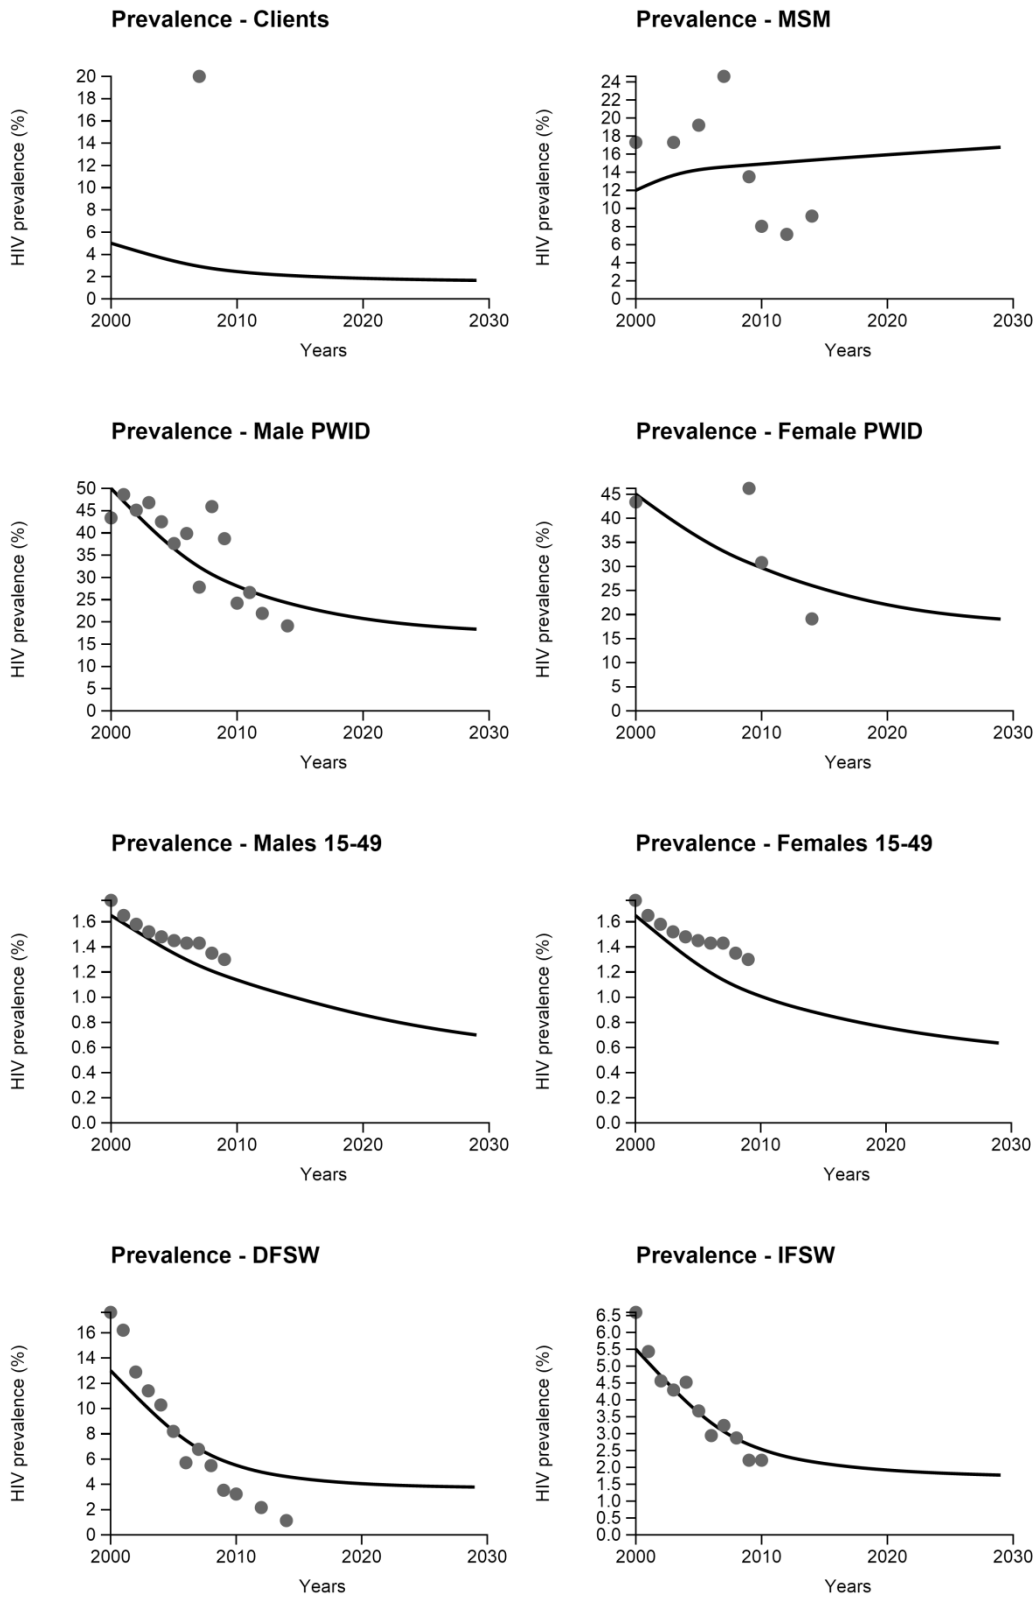 Prevalence - Clients
HIV prevalence (%)
20
18
16
14
12
10
8
6
4
2
0
2000 2010 2020 2030
Years
Prevalence - MSM
HIV prevalence (%)
24
22
20
18
16
14
12
10
8
6
4
2
0
2000 2010 2020 2030
Years
Prevalence - Male PWID
HIV prevalence (%)
50
45
40
35
30
25
20
15
10
5
0
2000 2010 2020 2030
Years
Prevalence - Female PWID
HIV prevalence (%)
45
40
35
30
25
20
15
10
5
0
2000 2010 2020 2030
Years
Prevalence - Males 15-49
HIV prevalence (%)
1.6
1.4
1.2
1.0
0.8
0.6
0.4
0.2
0.0
2000 2010 2020 2030
Years
Prevalence - Females 15-49
HIV prevalence (%)
1.6
1.4
1.2
1.0
0.8
0.6
0.4
0.2
0.0
2000 2010 2020 2030
Years
Prevalence - DFSW
HIV prevalence (%)
16
14
12
10
8
6
4
2
0
2000 2010 2020 2030
Years
Prevalence - IFSW
HIV prevalence (%)
6.5
6.0
5.5
5.0
4.5
4.0
3.5
3.0
2.5
2.0
1.5
1.0
0.5
0.0
2000 2010 2020 2030
Years